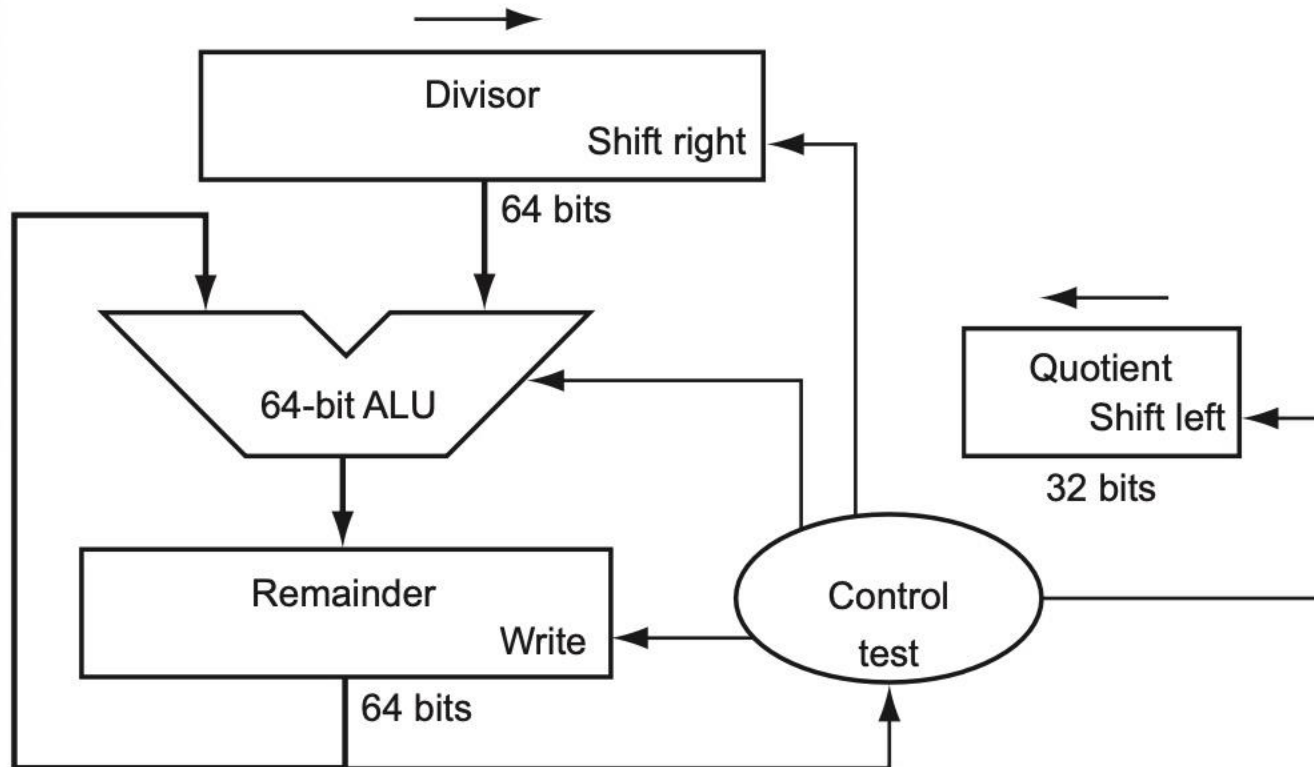 Divisor
Shift right
64 bits
64-bit ALU
Quotient
Shift left
32 bits
Remainder
Write
64 bits
Control
test